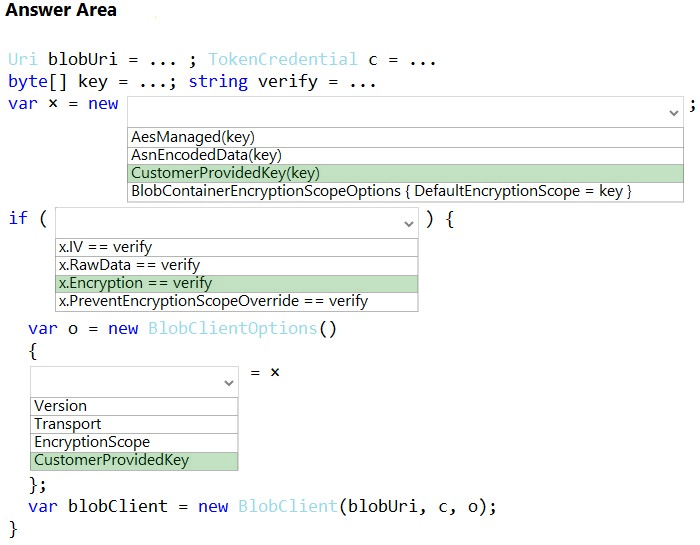 Answer Area
Uri blobUri = ... ; TokenCredential c = ...
byte[] key = ...; string verify = ...
var x = new ;
AesManaged(key)
AsnEncodedData(key)
CustomerProvidedKey(key)
BlobContainerEncryptionScopeOptions { DefaultEncryptionScope = key }
if ( ) {
x.IV == verify
x.RawData == verify
x.Encryption == verify
x.PreventEncryptionScopeOverride == verify
var o = new BlobClientOptions()
{
= x
Version
Transport
EncryptionScope
CustomerProvidedKey
};
var blobClient = new BlobClient(blobUri, c, o);
}